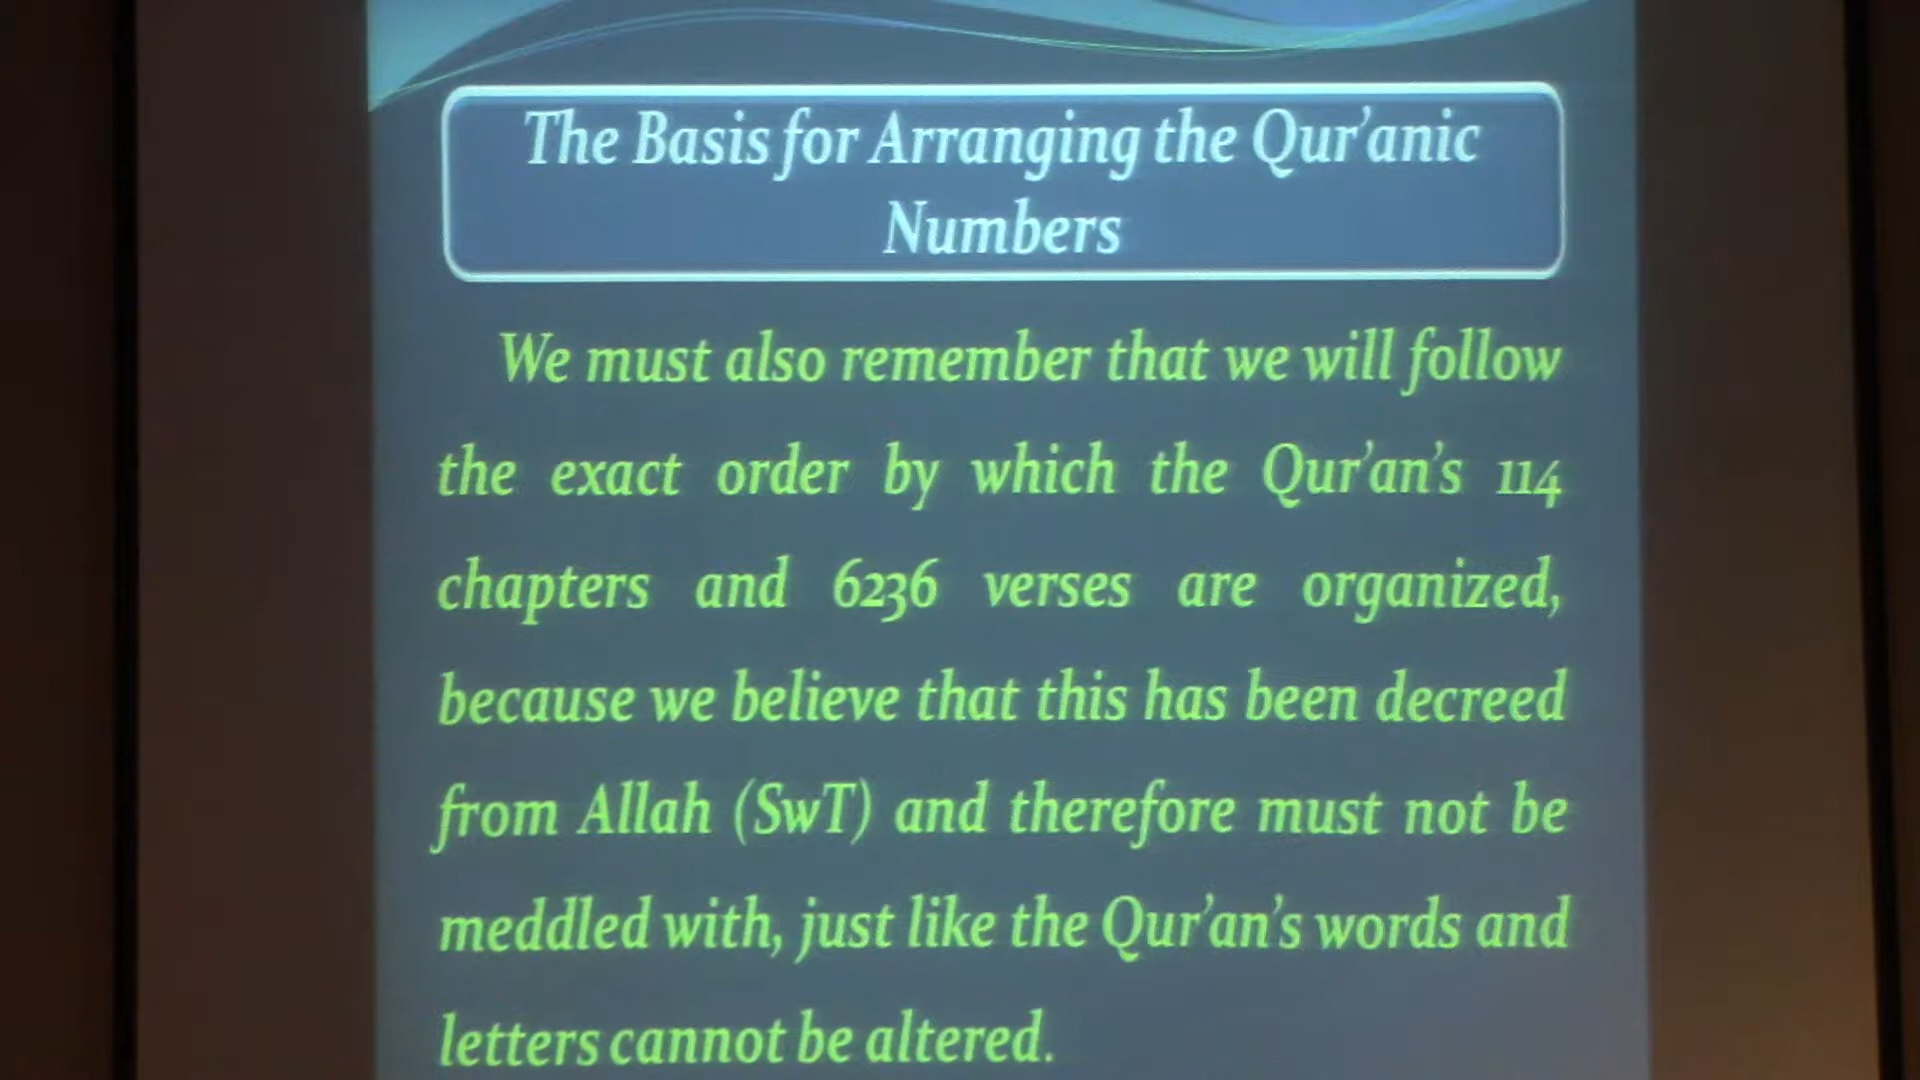 The Basis for Arranging the Qur'anic
Numbers
We must also remember that we will follow
the exact order by which the Qur'an's 114
chapters and 6236 verses are organized,
because we believe that this has been decreed
from Allah (SwT) and therefore must not be
meddled with, just like the Qur'an's words and
letters cannot be altered.